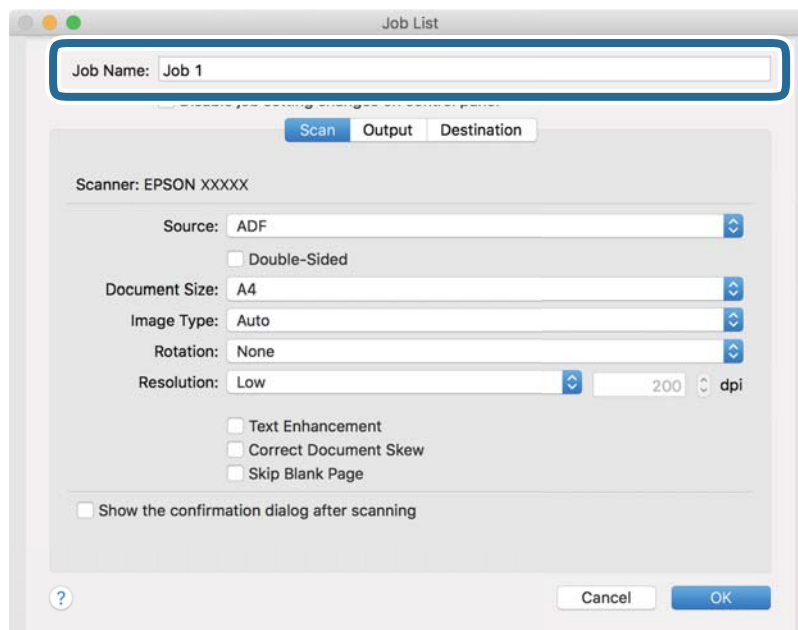 Job List
Job Name: Job 1
Scan Output Destination
Scanner: EPSON XXXXX
Source: ADF
Double-Sided
Document Size: A4
Image Type: Auto
Rotation: None
Resolution: Low 200 dpi
Text Enhancement
Correct Document Skew
Skip Blank Page
Show the confirmation dialog after scanning
? Cancel OK